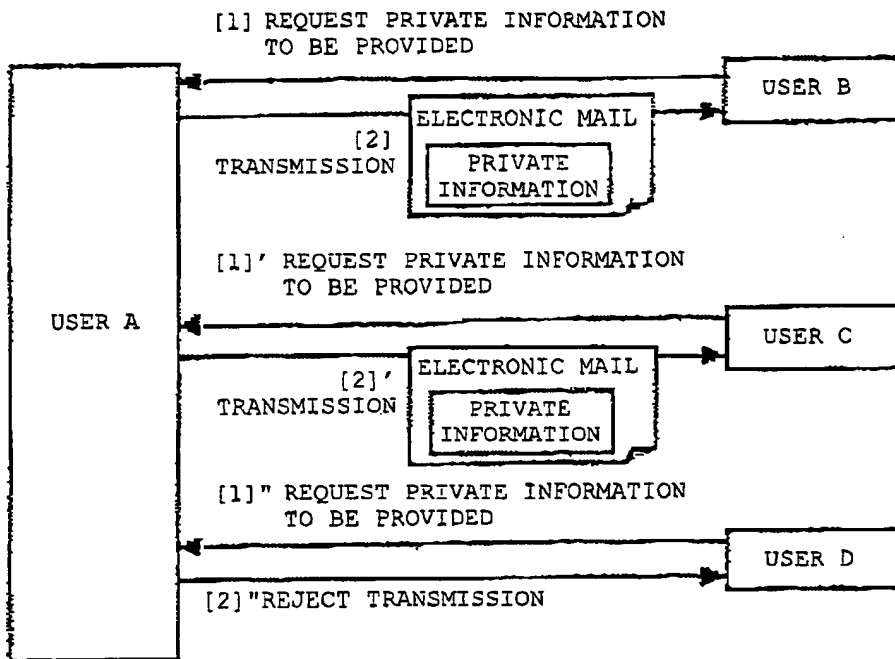 [1] REQUEST PRIVATE INFORMATION
TO BE PROVIDED
USER B
ELECTRONIC MAIL
[2]
TRANSMISSION
PRIVATE
INFORMATION
[1]' REQUEST PRIVATE INFORMATION
TO BE PROVIDED
USER A
USER C
ELECTRONIC MAIL
[2]'
TRANSMISSION
PRIVATE
INFORMATION
[1]" REQUEST PRIVATE INFORMATION
TO BE PROVIDED
USER D
[2]"REJECT TRANSMISSION